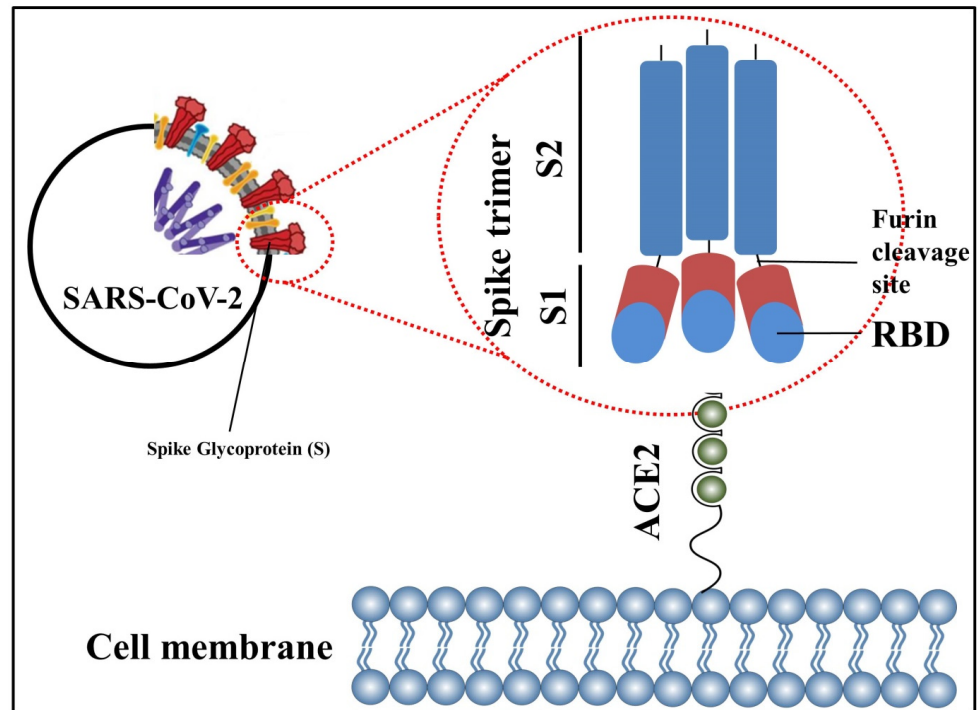 SARS-CoV-2
Spike Glycoprotein (S)
Spike trimer
S2
S1
Furin
cleavage
site
RBD
ACE2
Cell membrane